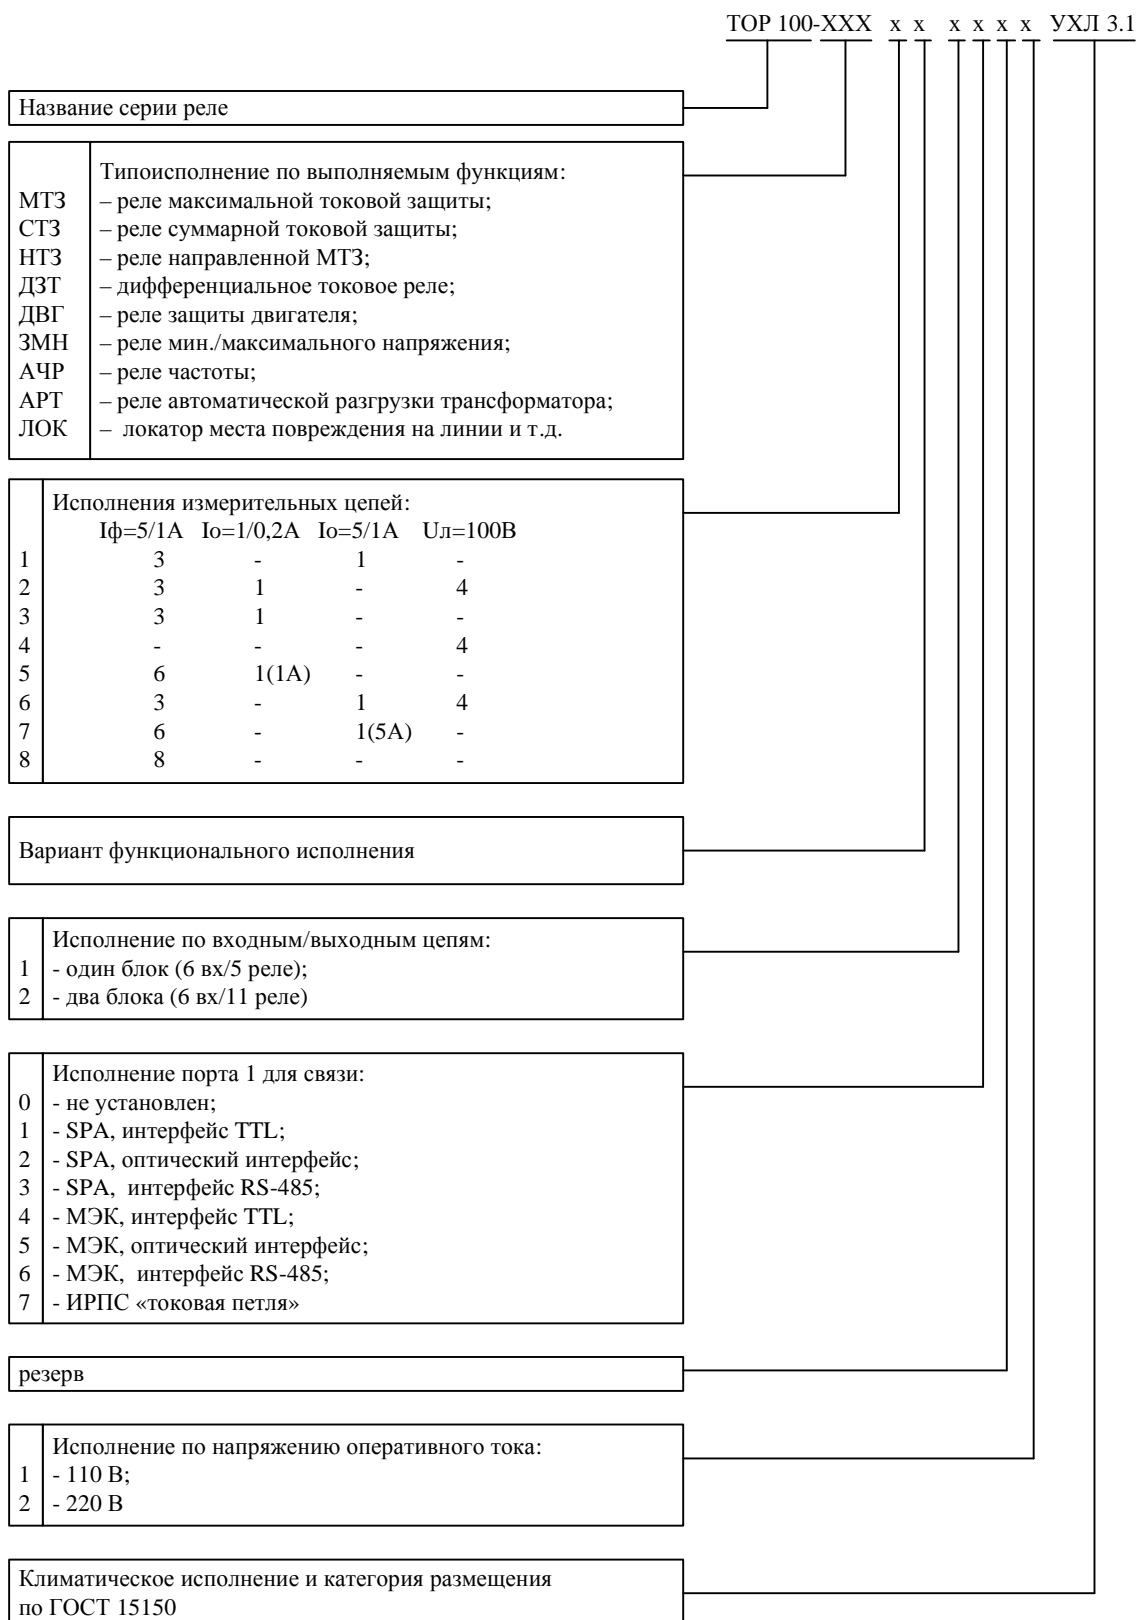 ТОР 100-XXX х х х х х х УХЛ 3.1
Название серии реле
Типоисполнение по выполняемым функциям:
МТЗ – реле максимальной токовой защиты;
СТЗ – реле суммарной токовой защиты;
НТЗ – реле направленной МТЗ;
ДЗТ – дифференциальное токовое реле;
ДВГ – реле защиты двигателя;
ЗМН – реле мин./максимального напряжения;
АЧР – реле частоты;
АРТ – реле автоматической разгрузки трансформатора;
ЛОК – локатор места повреждения на линии и т.д.
Исполнения измерительных цепей:
Iф=5/1А Iо=1/0,2А Iо=5/1А Uл=100В
1 3 - 1 -
2 3 1 - 4
3 3 1 - -
4 - - - 4
5 6 1(1А) - -
6 3 - 1 4
7 6 - 1(5А) -
8 8 - - -
Вариант функционального исполнения
Исполнение по входным/выходным цепям:
1 - один блок (6 вх/5 реле);
2 - два блока (6 вх/11 реле)
Исполнение порта 1 для связи:
0 - не установлен;
1 - SPA, интерфейс TTL;
2 - SPA, оптический интерфейс;
3 - SPA, интерфейс RS-485;
4 - МЭК, интерфейс TTL;
5 - МЭК, оптический интерфейс;
6 - МЭК, интерфейс RS-485;
7 - ИРПС «токовая петля»
резерв
Исполнение по напряжению оперативного тока:
1 - 110 В;
2 - 220 В
Климатическое исполнение и категория размещения
по ГОСТ 15150